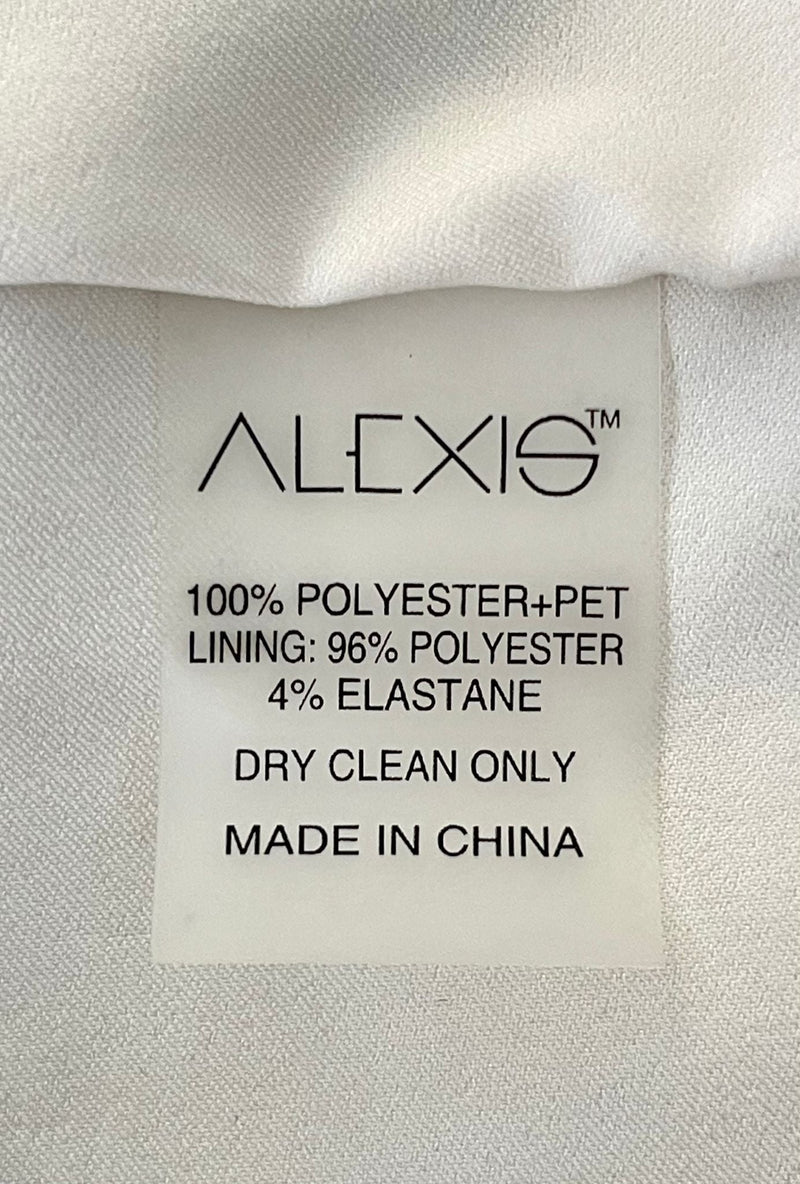 ALEXIS™
100% POLYESTER+PET
LINING: 96% POLYESTER
4% ELASTANE
DRY CLEAN ONLY
MADE IN CHINA